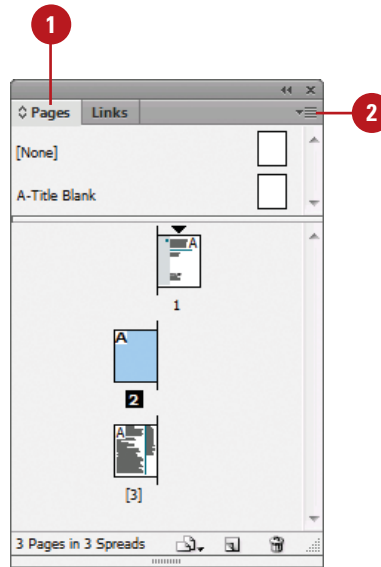 1
Pages Links
2
[None]
A-Title Blank
A
1
A
2
A
[3]
3 Pages in 3 Spreads